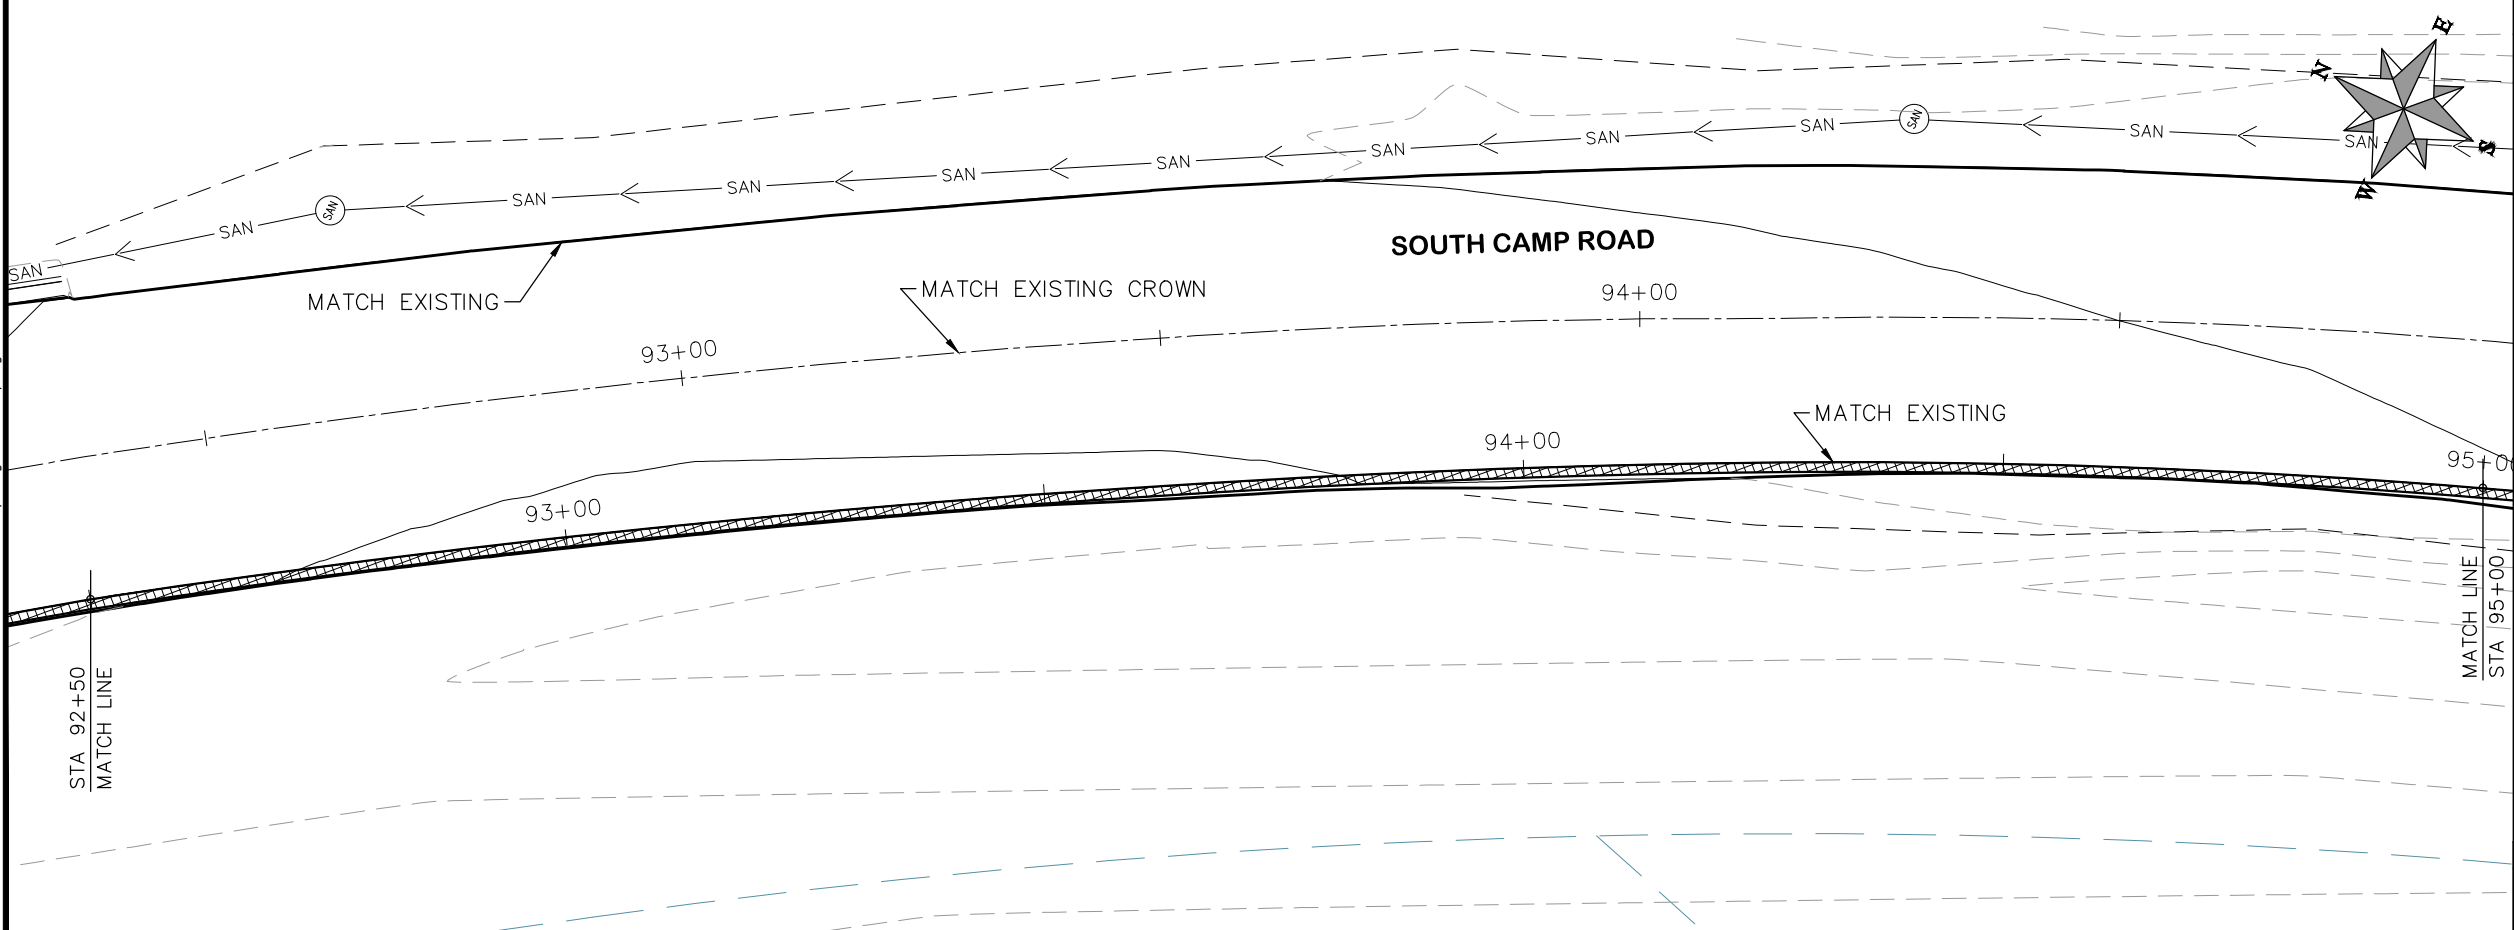 E
N
S
W
SAN SAN SAN SAN SAN SAN SAN SAN SAN SAN SAN
SAN
SAN
SOUTH CAMP ROAD
MATCH EXISTING
MATCH EXISTING CROWN
94+00
93+00
MATCH EXISTING
94+00
95+00
93+00
STA 92+50
MATCH LINE
MATCH LINE
STA 95+00